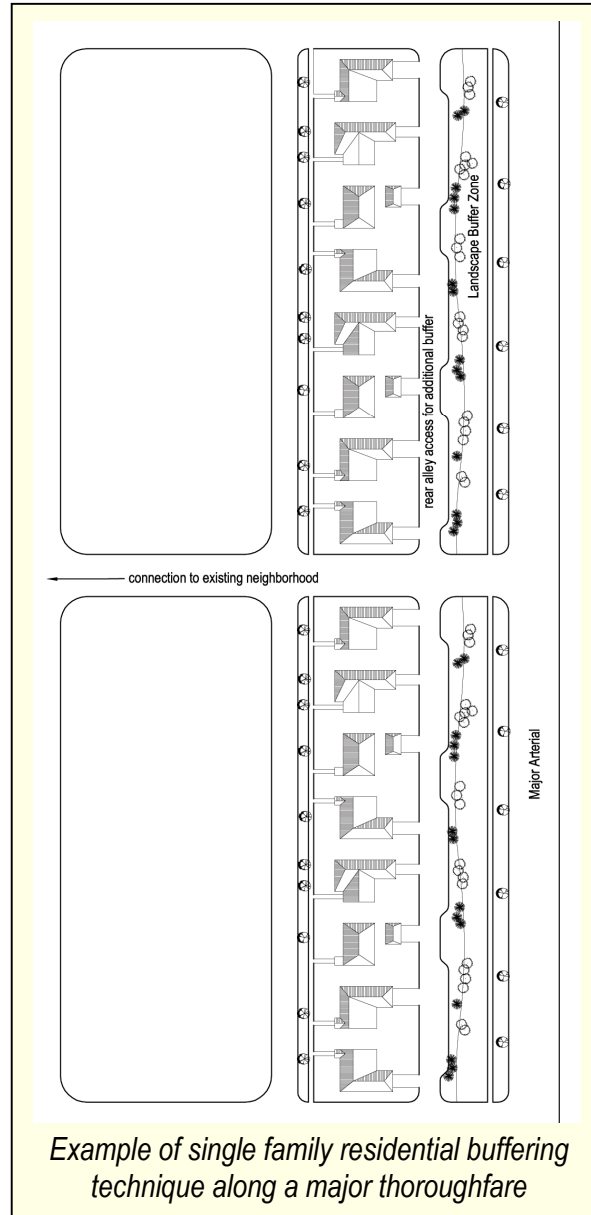 Landscape Buffer Zone
rear alley access for additional buffer
connection to existing neighborhood
Major Arterial
Example of single family residential buffering
technique along a major thoroughfare